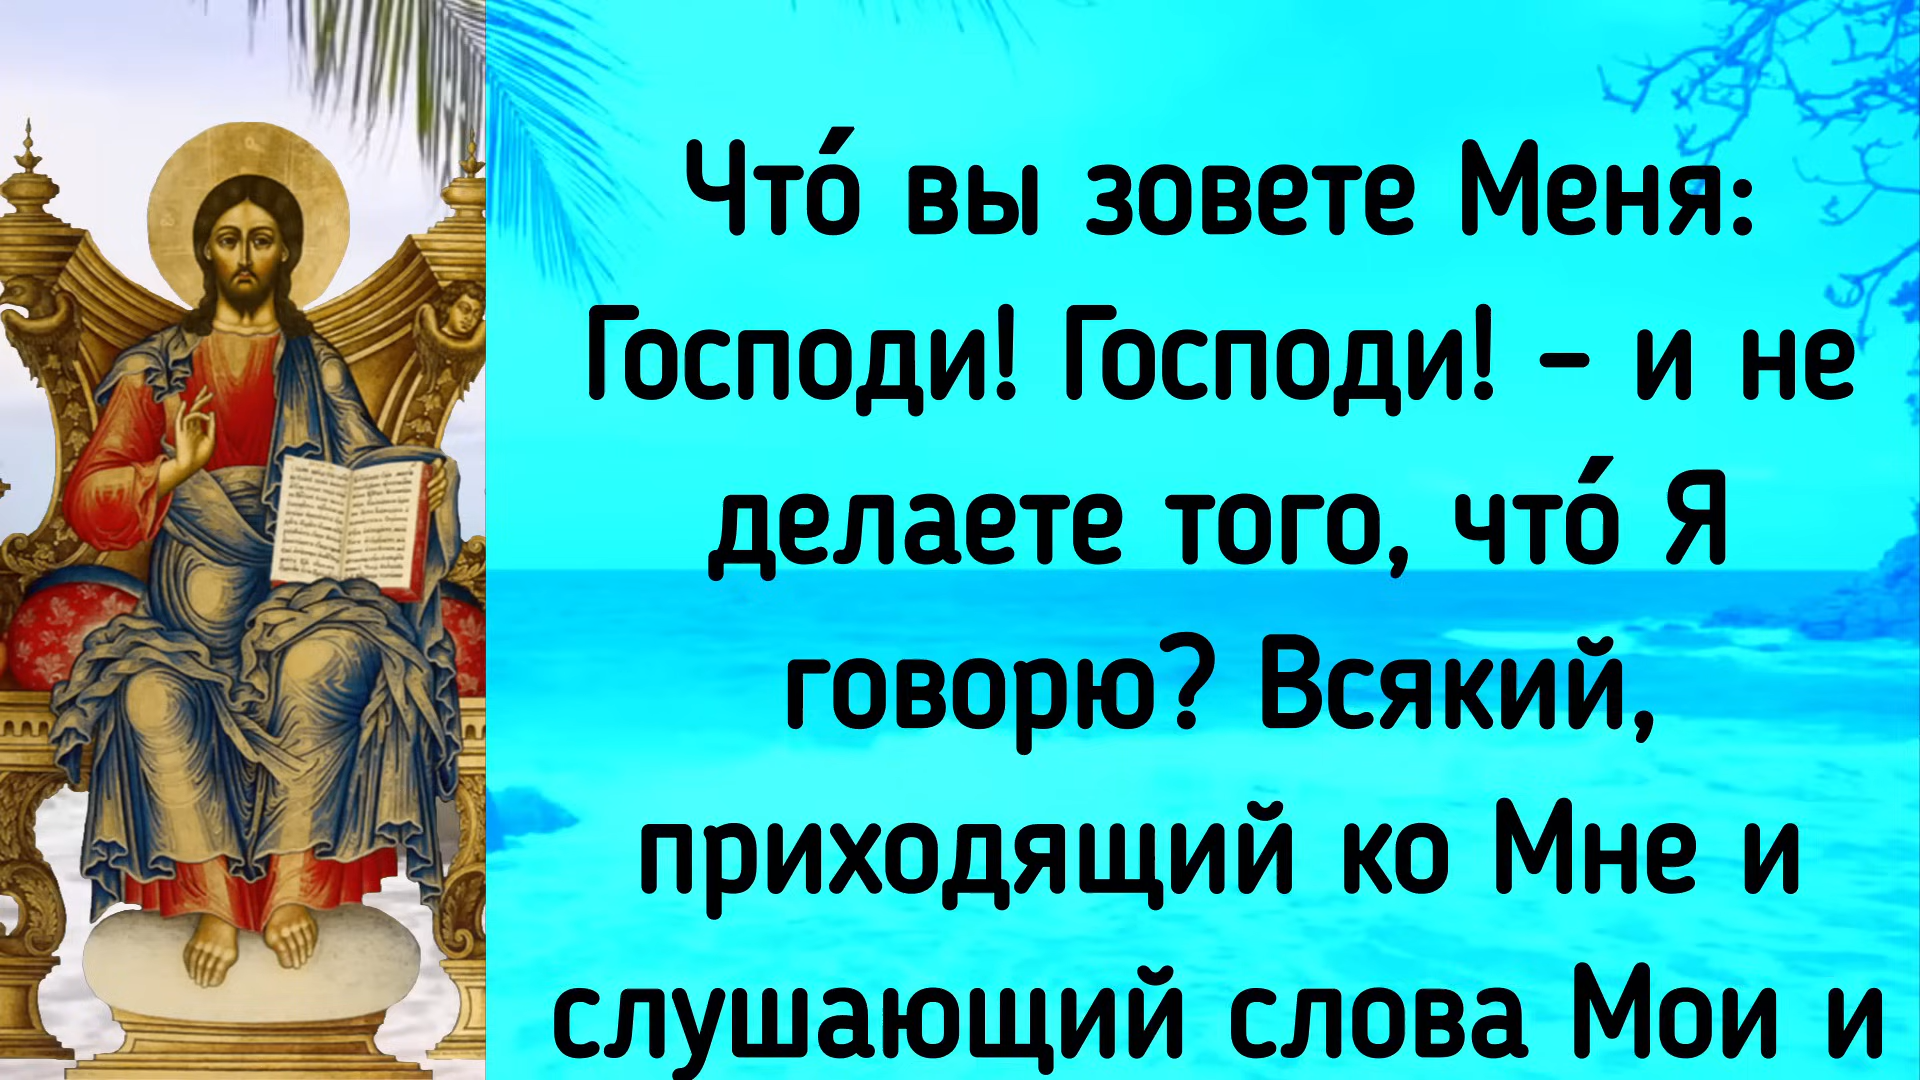 Что́ вы зовете Меня:
Господи! Господи! – и не
делаете того, что́ Я
говорю? Всякий,
приходящий ко Мне и
слушающий слова Мои и